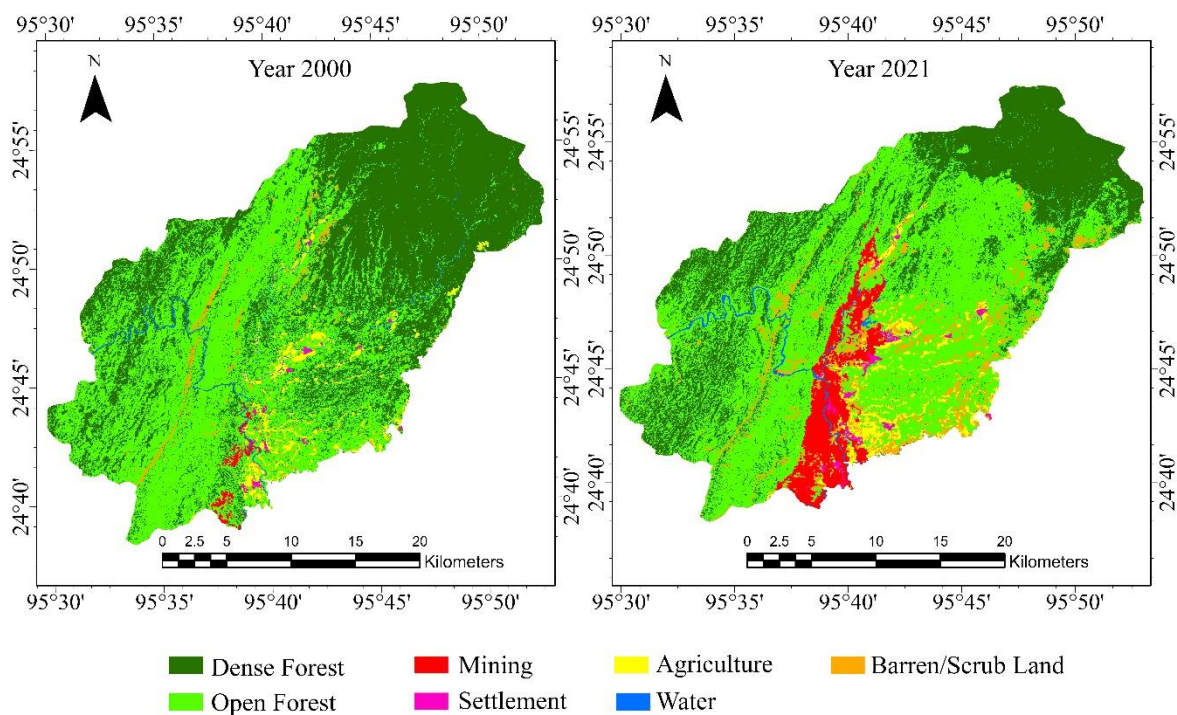 95°30' 95°35' 95°40' 95°45' 95°50'
95°30' 95°35' 95°40' 95°45' 95°50'
N
Year 2000
N
Year 2021
24°55'
24°50'
24°45'
24°40'
24°55'
24°50'
24°45'
24°40'
24°55'
24°50'
24°45'
24°40'
0 2.5 5 10 15 20
Kilometers
0 2.5 5 10 15 20
Kilometers
95°30' 95°35' 95°40' 95°45' 95°50'
95°30' 95°35' 95°40' 95°45' 95°50'
Dense Forest Mining Agriculture Barren/Scrub Land
Open Forest Settlement Water